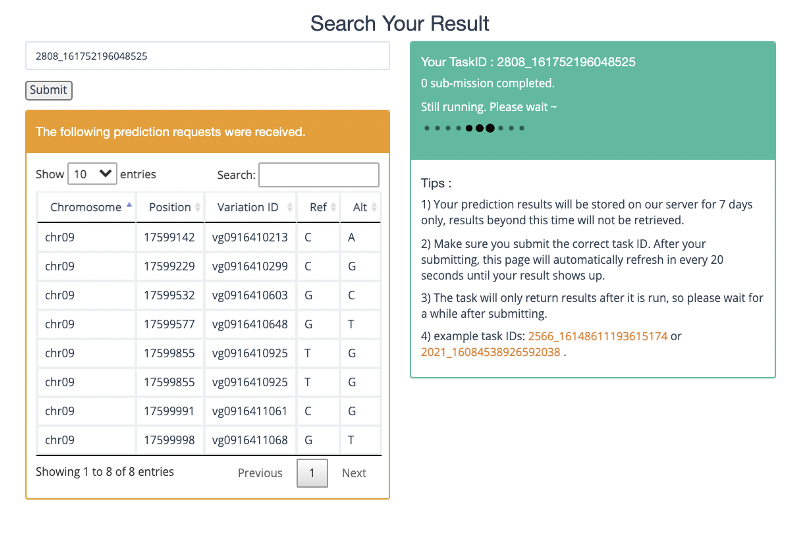 Search Your Result
2808_161752196048525
Submit
The following prediction requests were received.
Show 10 entries Search:
Chromosome Position Variation ID Ref Alt
chr09 17599142 vg0916410213 C A
chr09 17599229 vg0916410299 C G
chr09 17599532 vg0916410603 G C
chr09 17599577 vg0916410648 G T
chr09 17599855 vg0916410925 T G
chr09 17599855 vg0916410925 T G
chr09 17599991 vg0916411061 C G
chr09 17599998 vg0916411068 G T
Showing 1 to 8 of 8 entries
Previous 1 Next
Your TaskID : 2808_161752196048525
0 sub-mission completed.
Still running. Please wait ~
Tips :
1) Your prediction results will be stored on our server for 7 days
only, results beyond this time will not be retrieved.
2) Make sure you submit the correct task ID. After your
submitting, this page will automatically refresh in every 20
seconds until your result shows up.
3) The task will only return results after it is run, so please wait for
a while after submitting.
4) example task IDs: 2566_16148611193615174 or
2021_16084538926592038 .